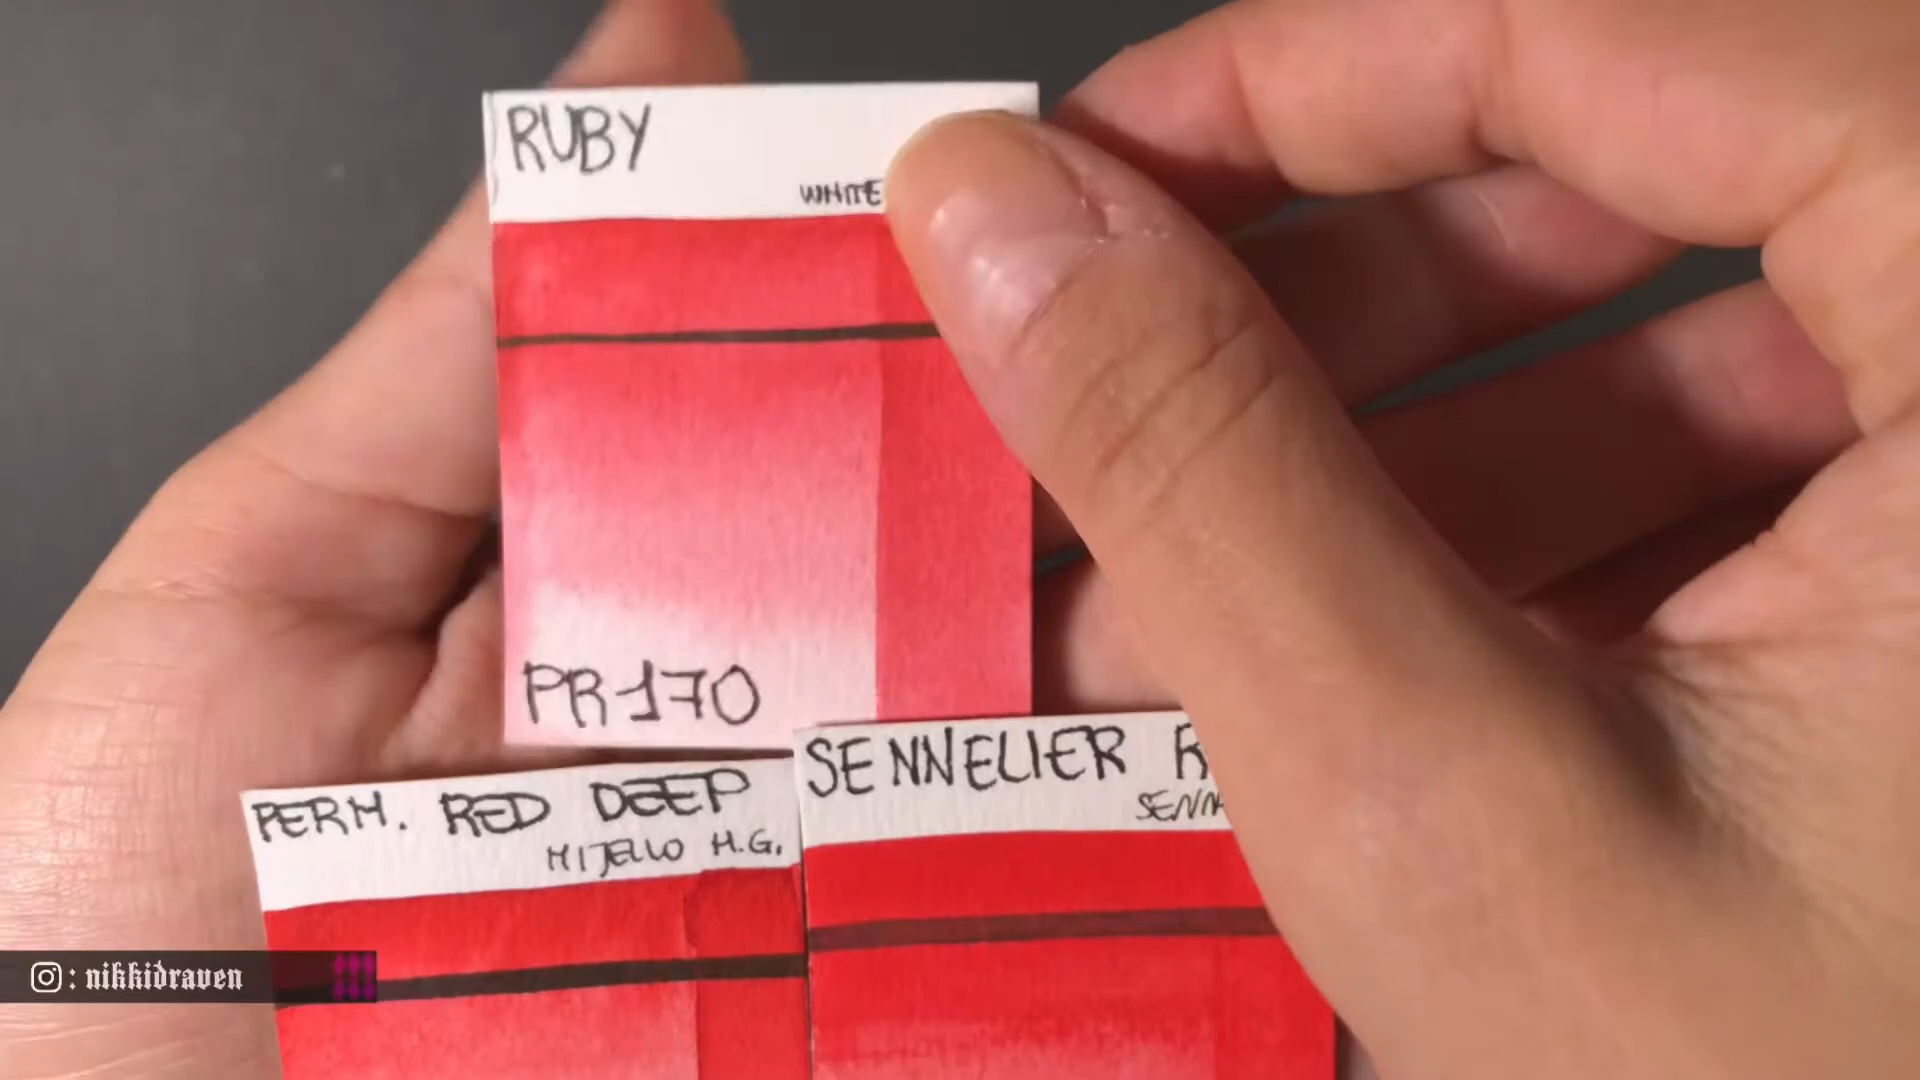 RUBY
WHITE
PR170
PERM. RED DEEP
MIJELLO M.G.
SENNELIER
: nikkidraven